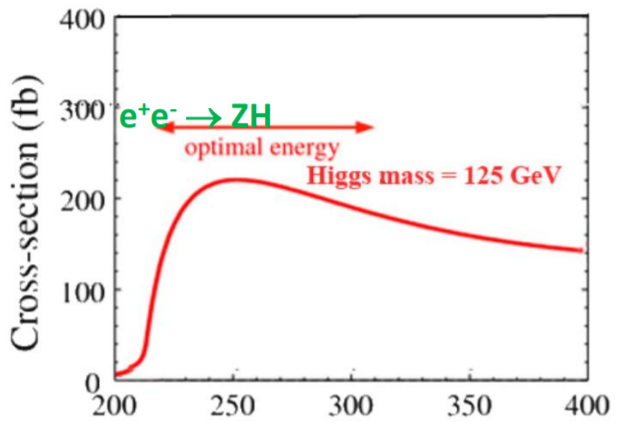 400
300
e⁺e⁻ → ZH
optimal energy
Higgs mass = 125 GeV
200
100
0
Cross-section (fb)
200 250 300 350 400